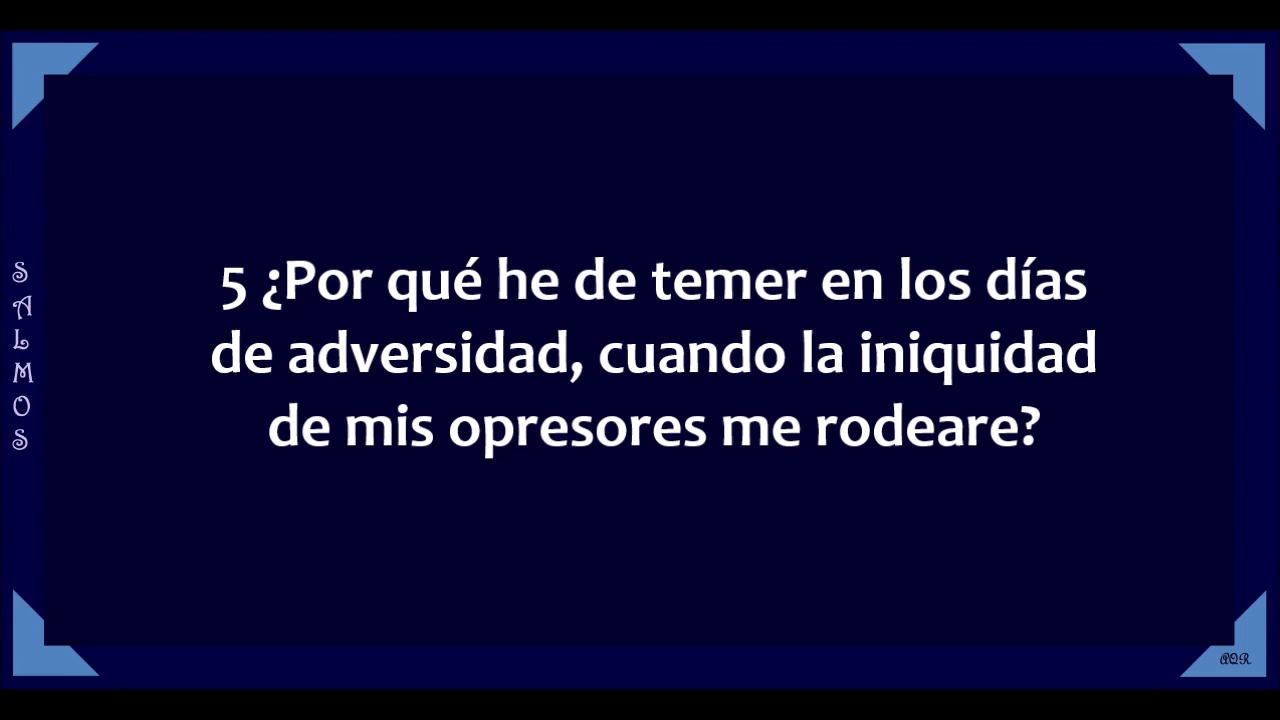 SALMOS
5 ¿Por qué he de temer en los días
de adversidad, cuando la iniquidad
de mis opresores me rodeare?